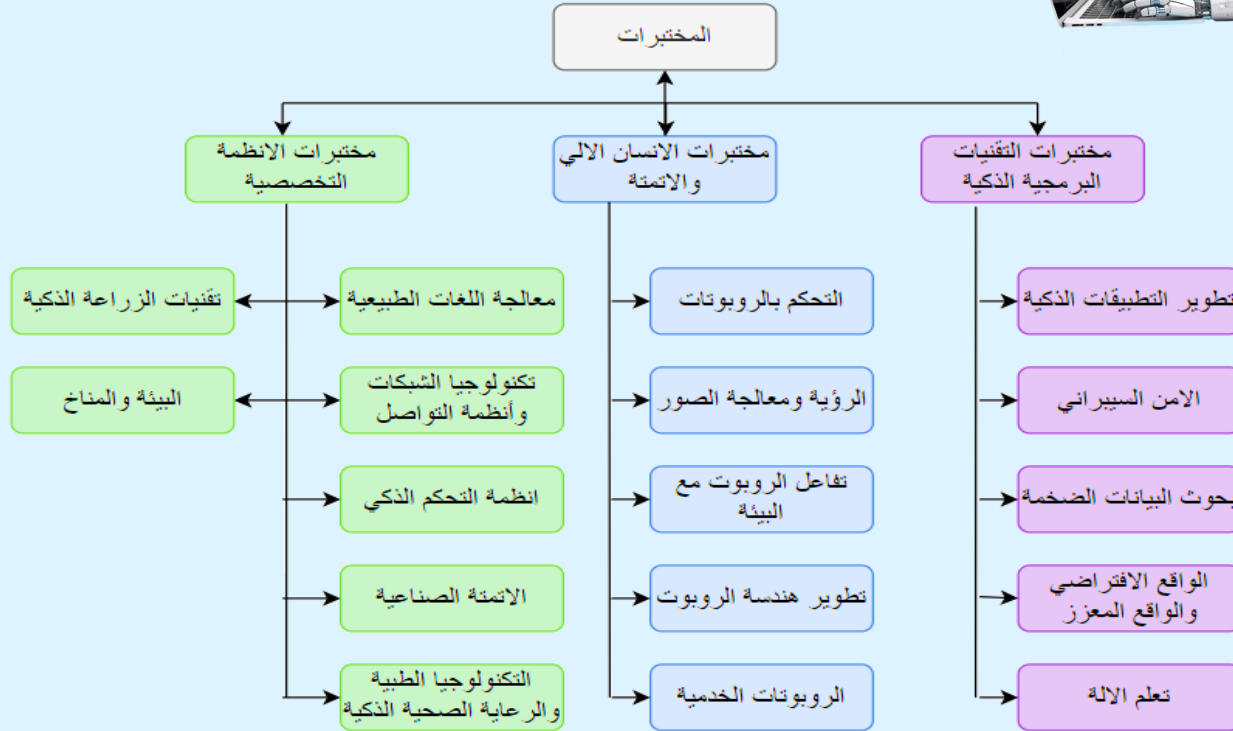 المختبرات
مختبرات التقنيات
البرمجية الذكية
مختبرات الانسان الالي
والاتمتة
مختبرات الانظمة
التخصصية
تطوير التطبيقات الذكية
الامن السيبراني
بحوث البيانات الضخمة
الواقع الافتراضي
والواقع المعزز
تعلم الالة
التحكم بالروبوتات
الرؤية ومعالجة الصور
تفاعل الروبوت مع
البيئة
تطوير هندسة الروبوت
الروبوتات الخدمية
معالجة اللغات الطبيعية
تكنولوجيا الشبكات
وأنظمة التواصل
انظمة التحكم الذكي
الاتمتة الصناعية
التكنولوجيا الطبية
والرعاية الصحية الذكية
تقنيات الزراعة الذكية
البيئة والمناخ